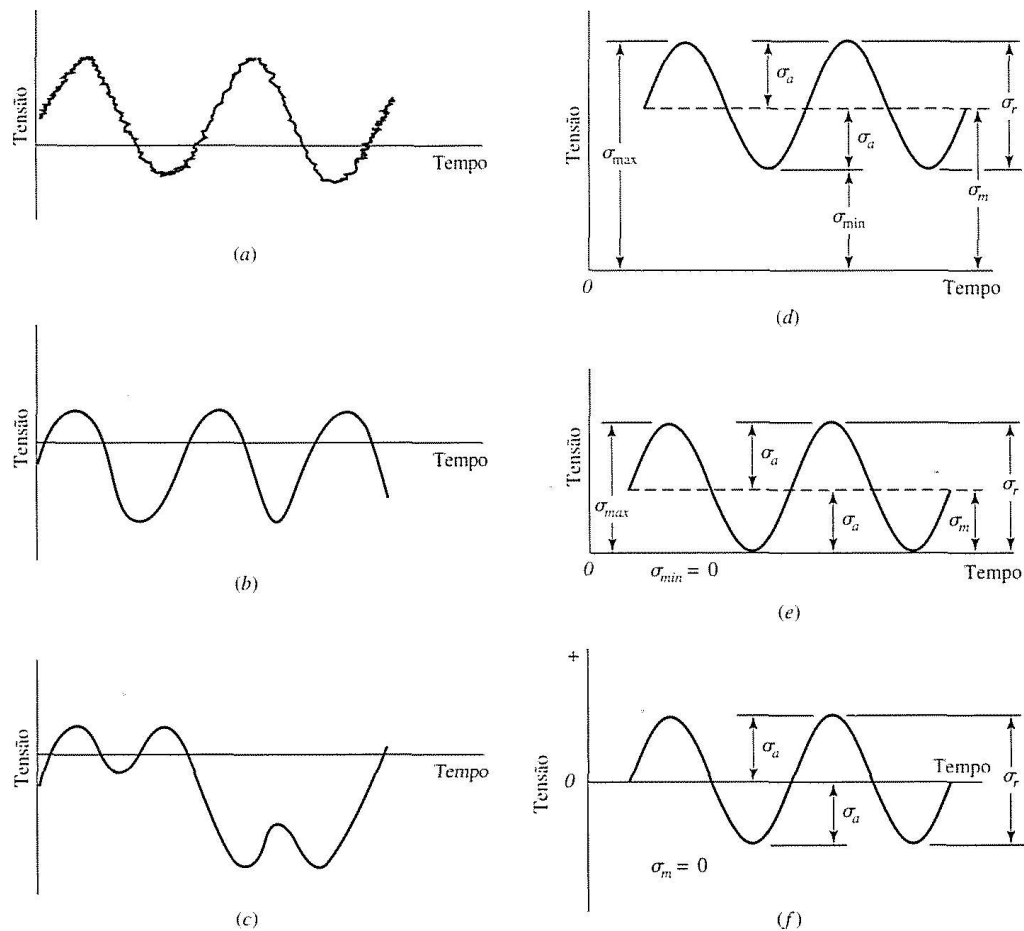 Tensão
Tempo
(a)
Tensão
Tempo
(b)
Tensão
Tempo
(c)
Tensão
σmax
σa
σa
σmin
σr
σm
0
Tempo
(d)
Tensão
σmax
σa
σa
σm
σr
0
σmin = 0
Tempo
(e)
+
Tensão
0
σa
Tempo
σa
σr
σm = 0
(f)